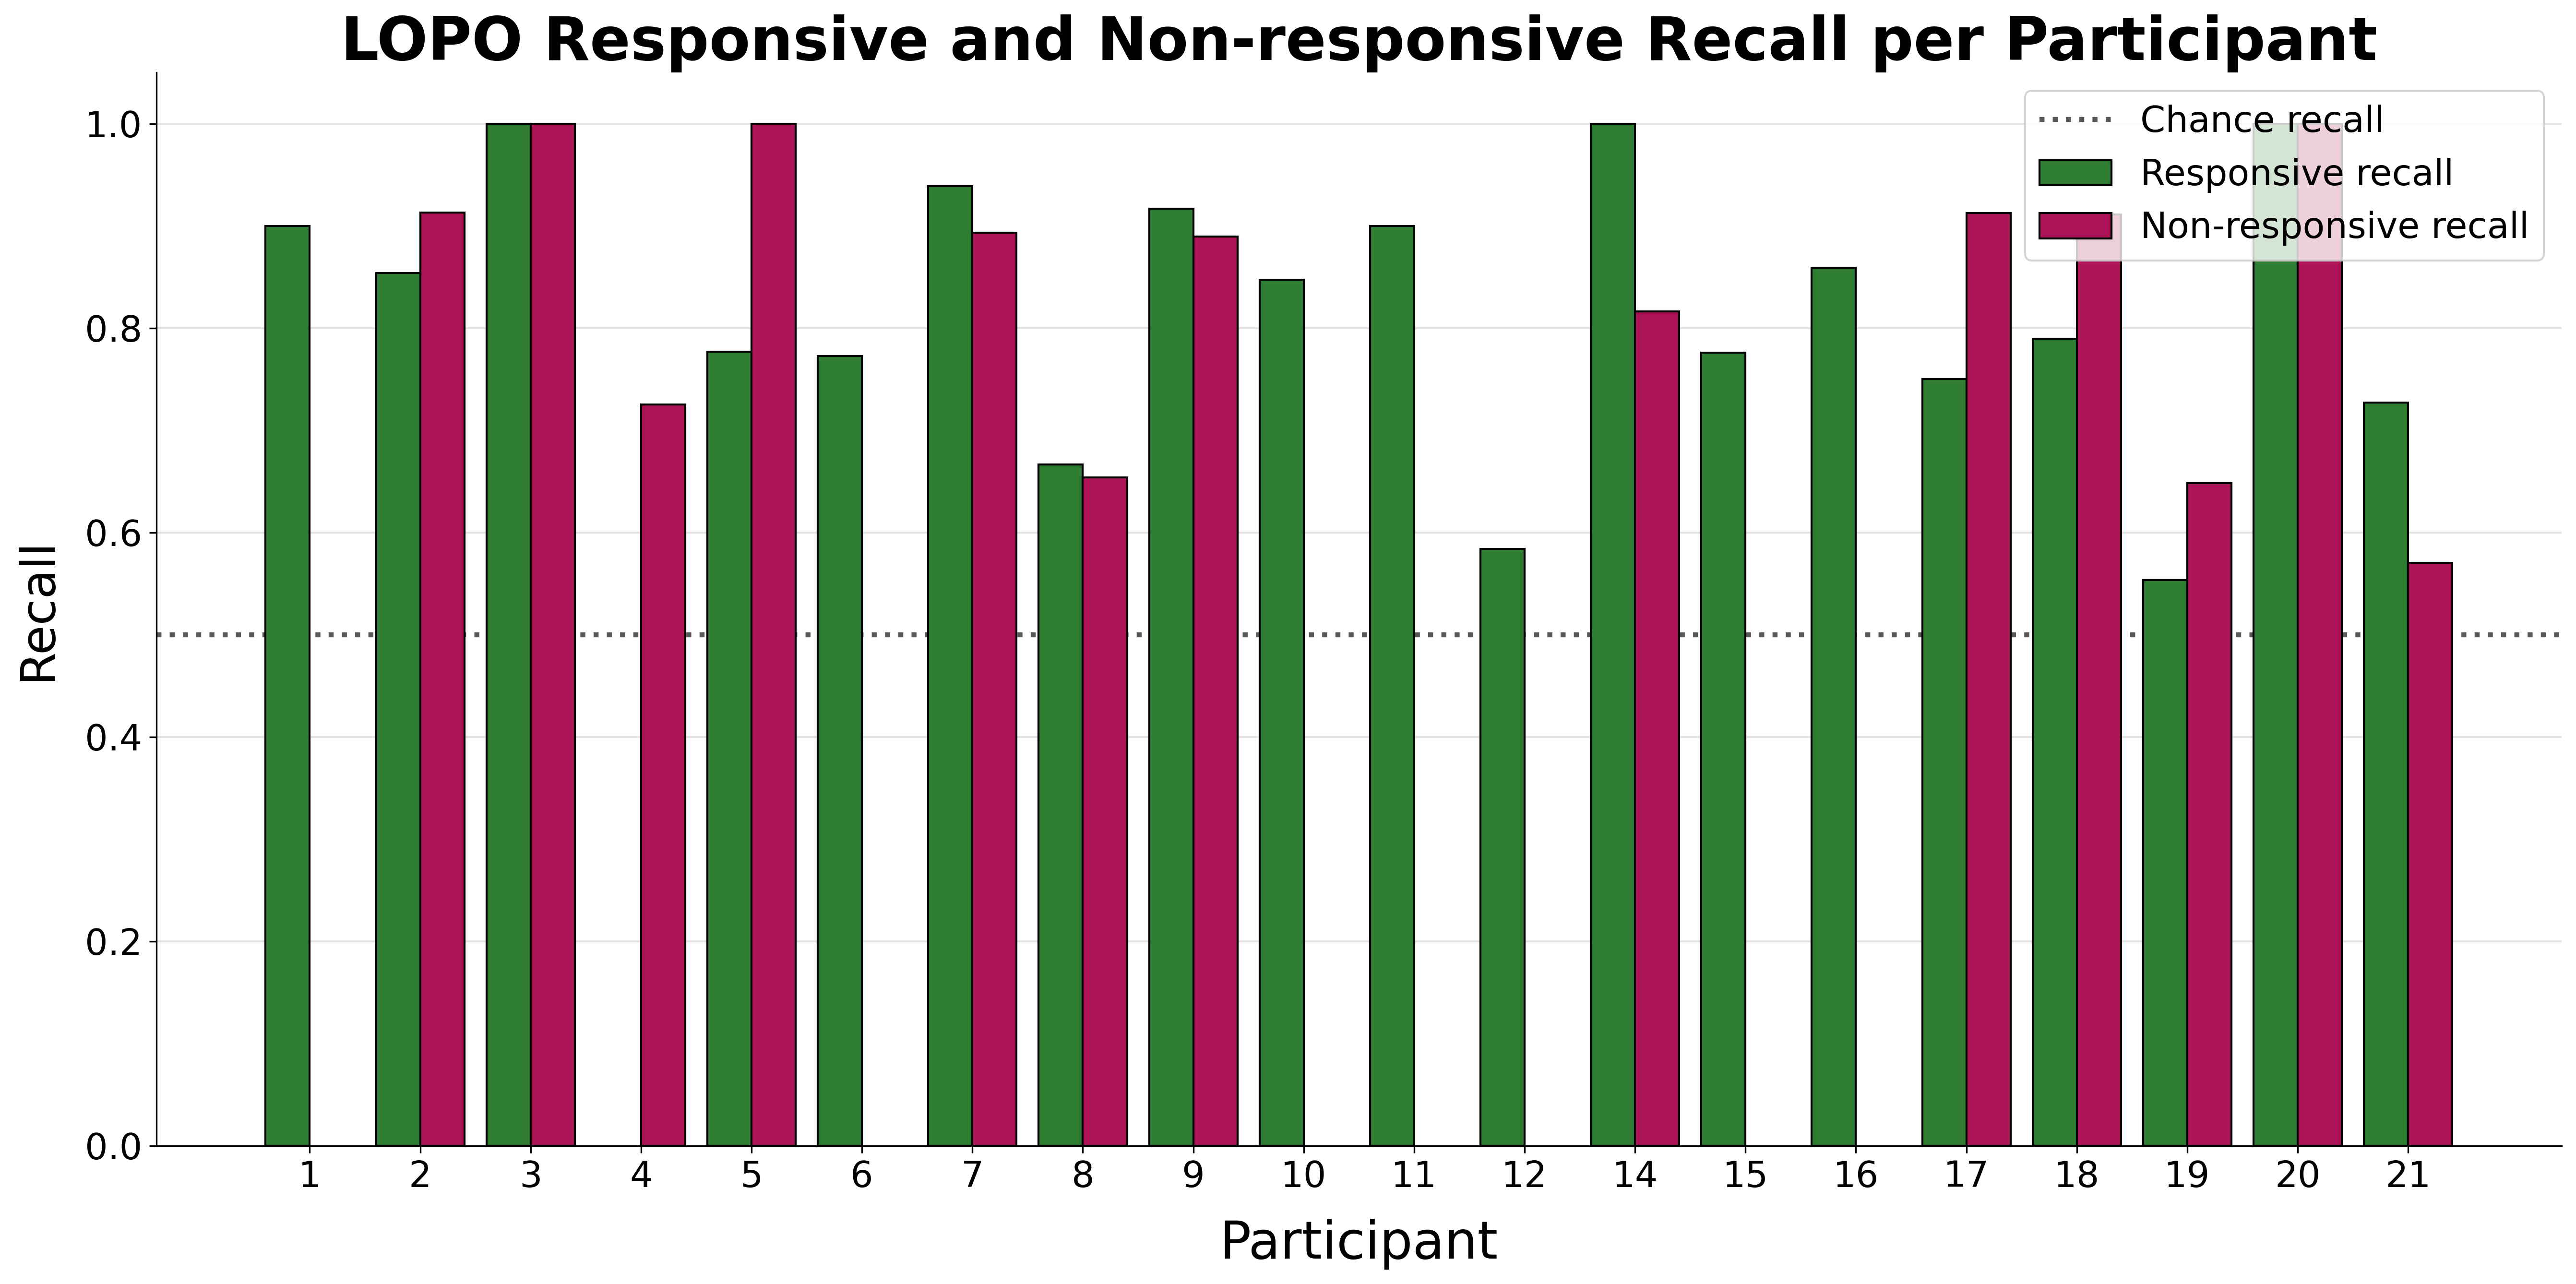 LOPO Responsive and Non-responsive Recall per Participant
Chance recall
Responsive recall
Non-responsive recall
1.0
0.8
0.6
0.4
0.2
0.0
Recall
1 2 3 4 5 6 7 8 9 10 11 12 14 15 16 17 18 19 20 21
Participant